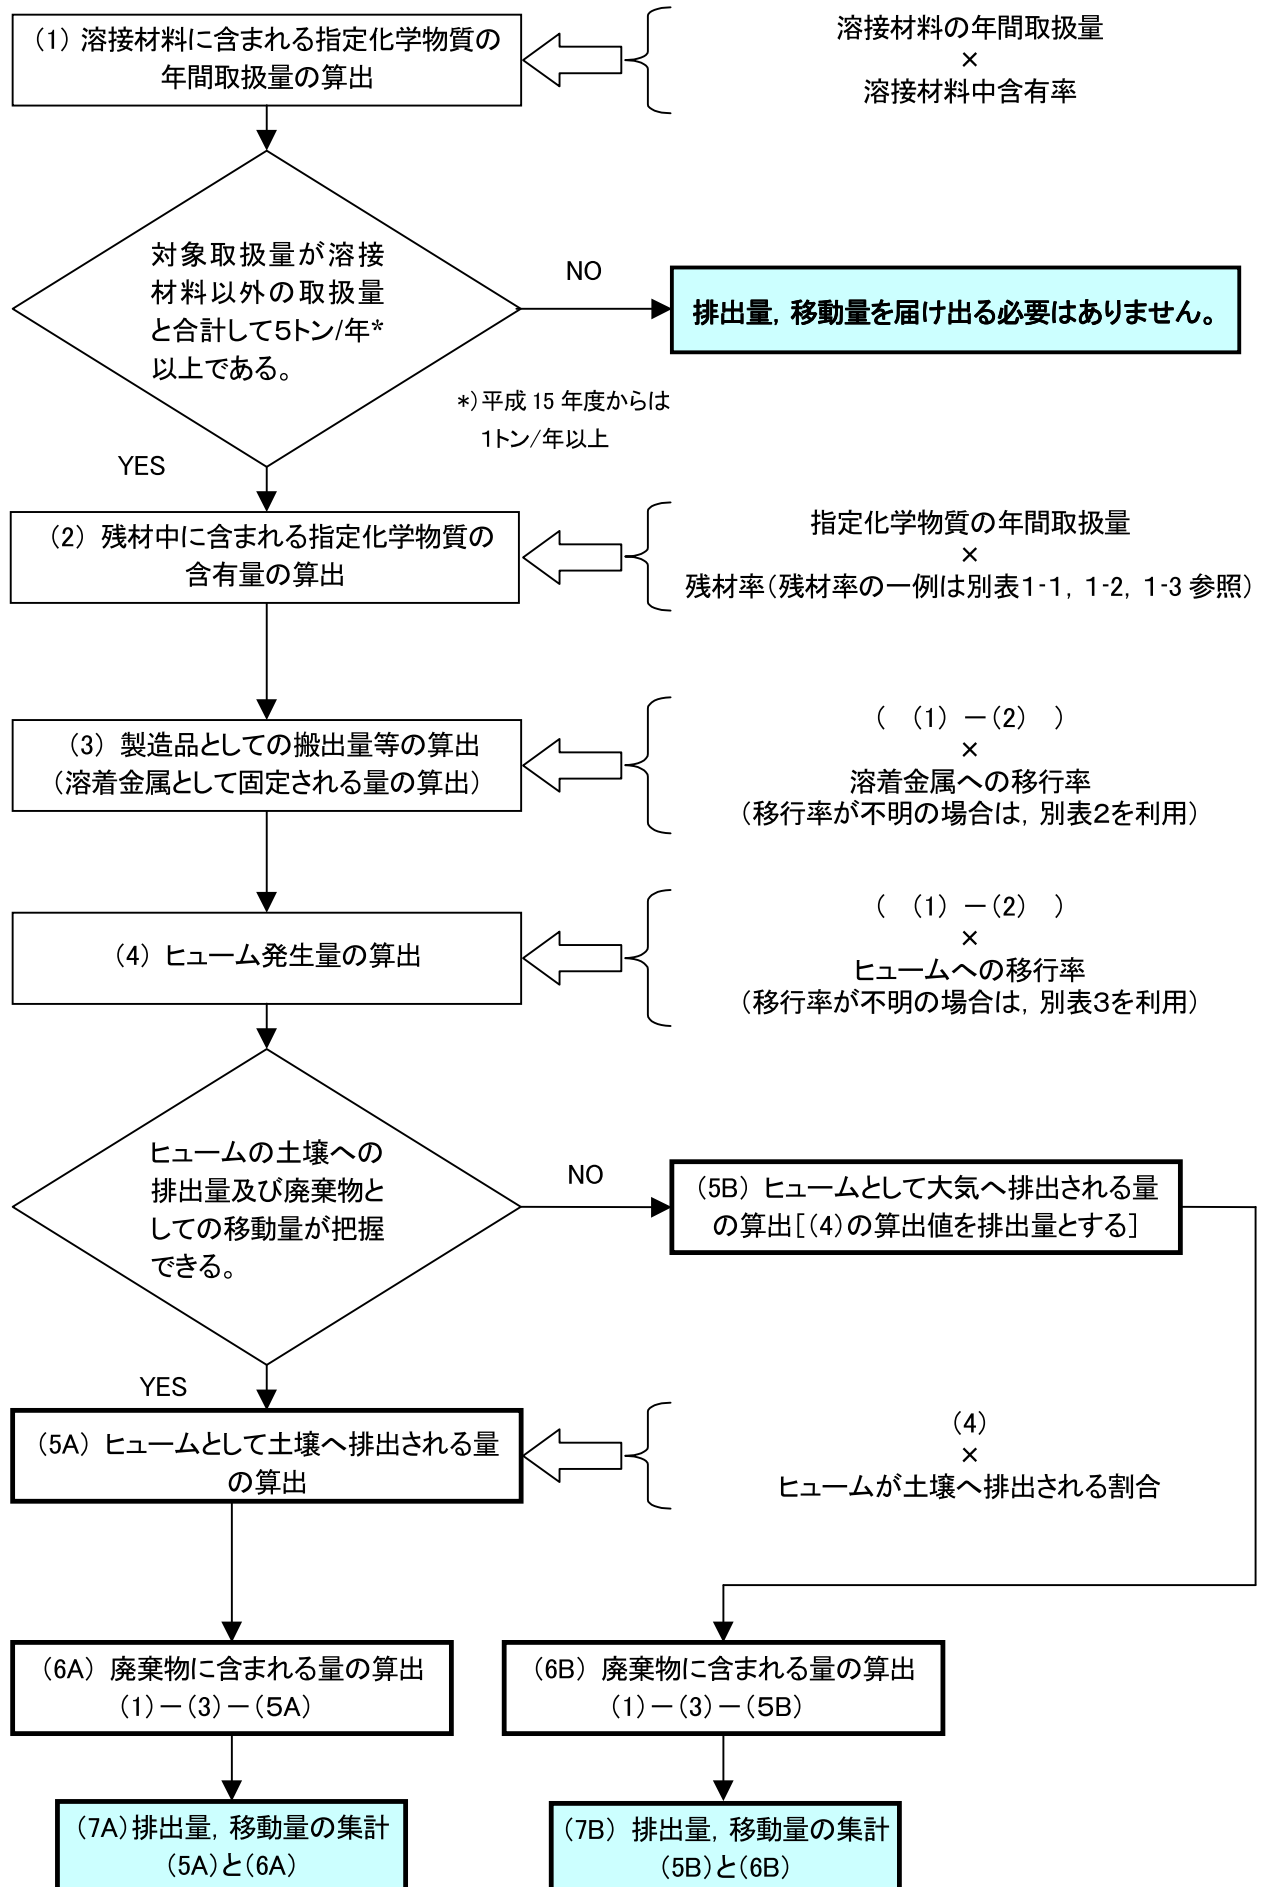 (1) 溶接材料に含まれる指定化学物質の
年間取扱量の算出
溶接材料の年間取扱量
×
溶接材料中含有率
対象取扱量が溶接
材料以外の取扱量
と合計して5トン/年*
以上である。
NO
排出量，移動量を届け出る必要はありません。
*)平成 15 年度からは
1トン/年以上
YES
(2) 残材中に含まれる指定化学物質の
含有量の算出
指定化学物質の年間取扱量
×
残材率(残材率の一例は別表1-1，1-2，1-3 参照)
(3) 製造品としての搬出量等の算出
(溶着金属として固定される量の算出)
( (1) －(2) )
×
溶着金属への移行率
(移行率が不明の場合は，別表2を利用)
(4) ヒューム発生量の算出
( (1) －(2) )
×
ヒュームへの移行率
(移行率が不明の場合は，別表3を利用)
ヒュームの土壌への
排出量及び廃棄物と
しての移動量が把握
できる。
NO
(5B) ヒュームとして大気へ排出される量
の算出[(4)の算出値を排出量とする]
YES
(5A) ヒュームとして土壌へ排出される量
の算出
(4)
×
ヒュームが土壌へ排出される割合
(6A) 廃棄物に含まれる量の算出
(1)－(3)－(5A)
(6B) 廃棄物に含まれる量の算出
(1)－(3)－(5B)
(7A)排出量，移動量の集計
(5A)と(6A)
(7B) 排出量，移動量の集計
(5B)と(6B)